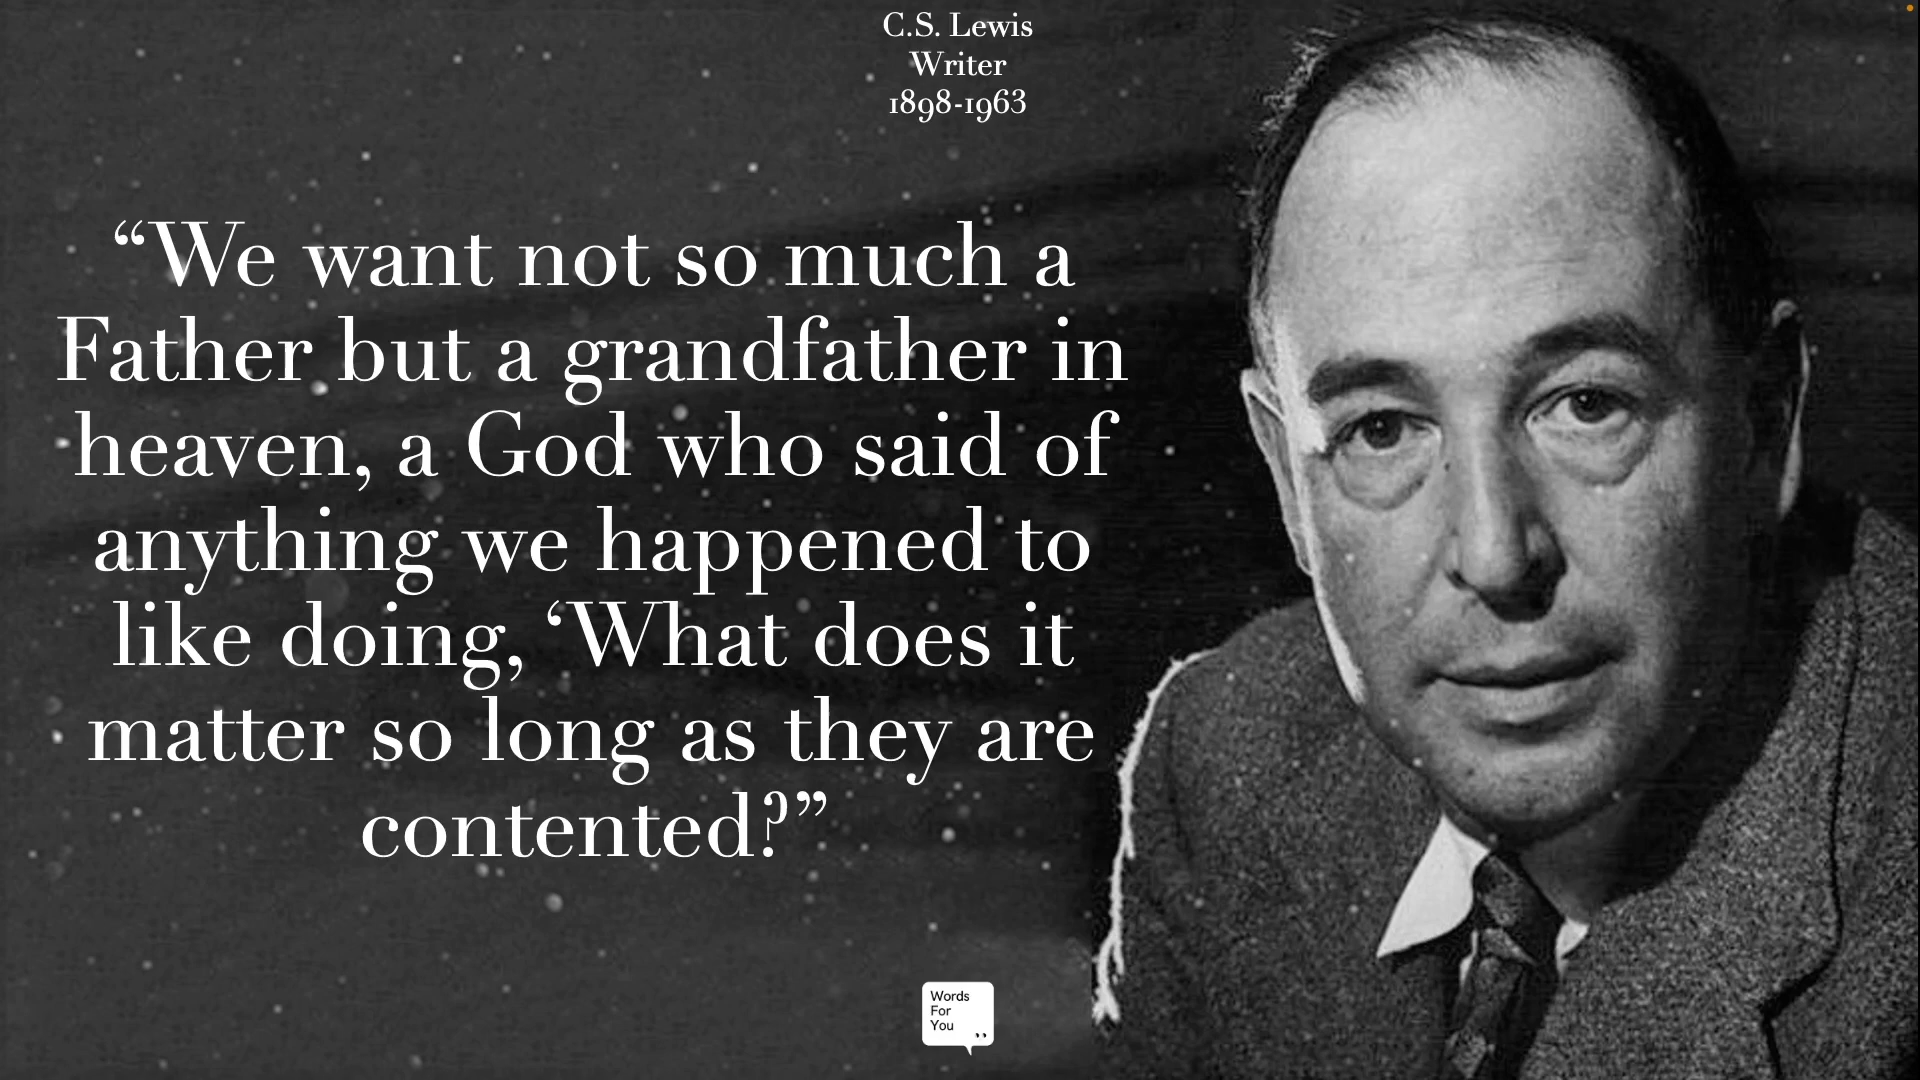 C.S. Lewis
Writer
1898-1963
“We want not so much a
Father but a grandfather in
heaven, a God who said of
anything we happened to
like doing, ‘What does it
matter so long as they are
contented?”
Words
For
You
,,